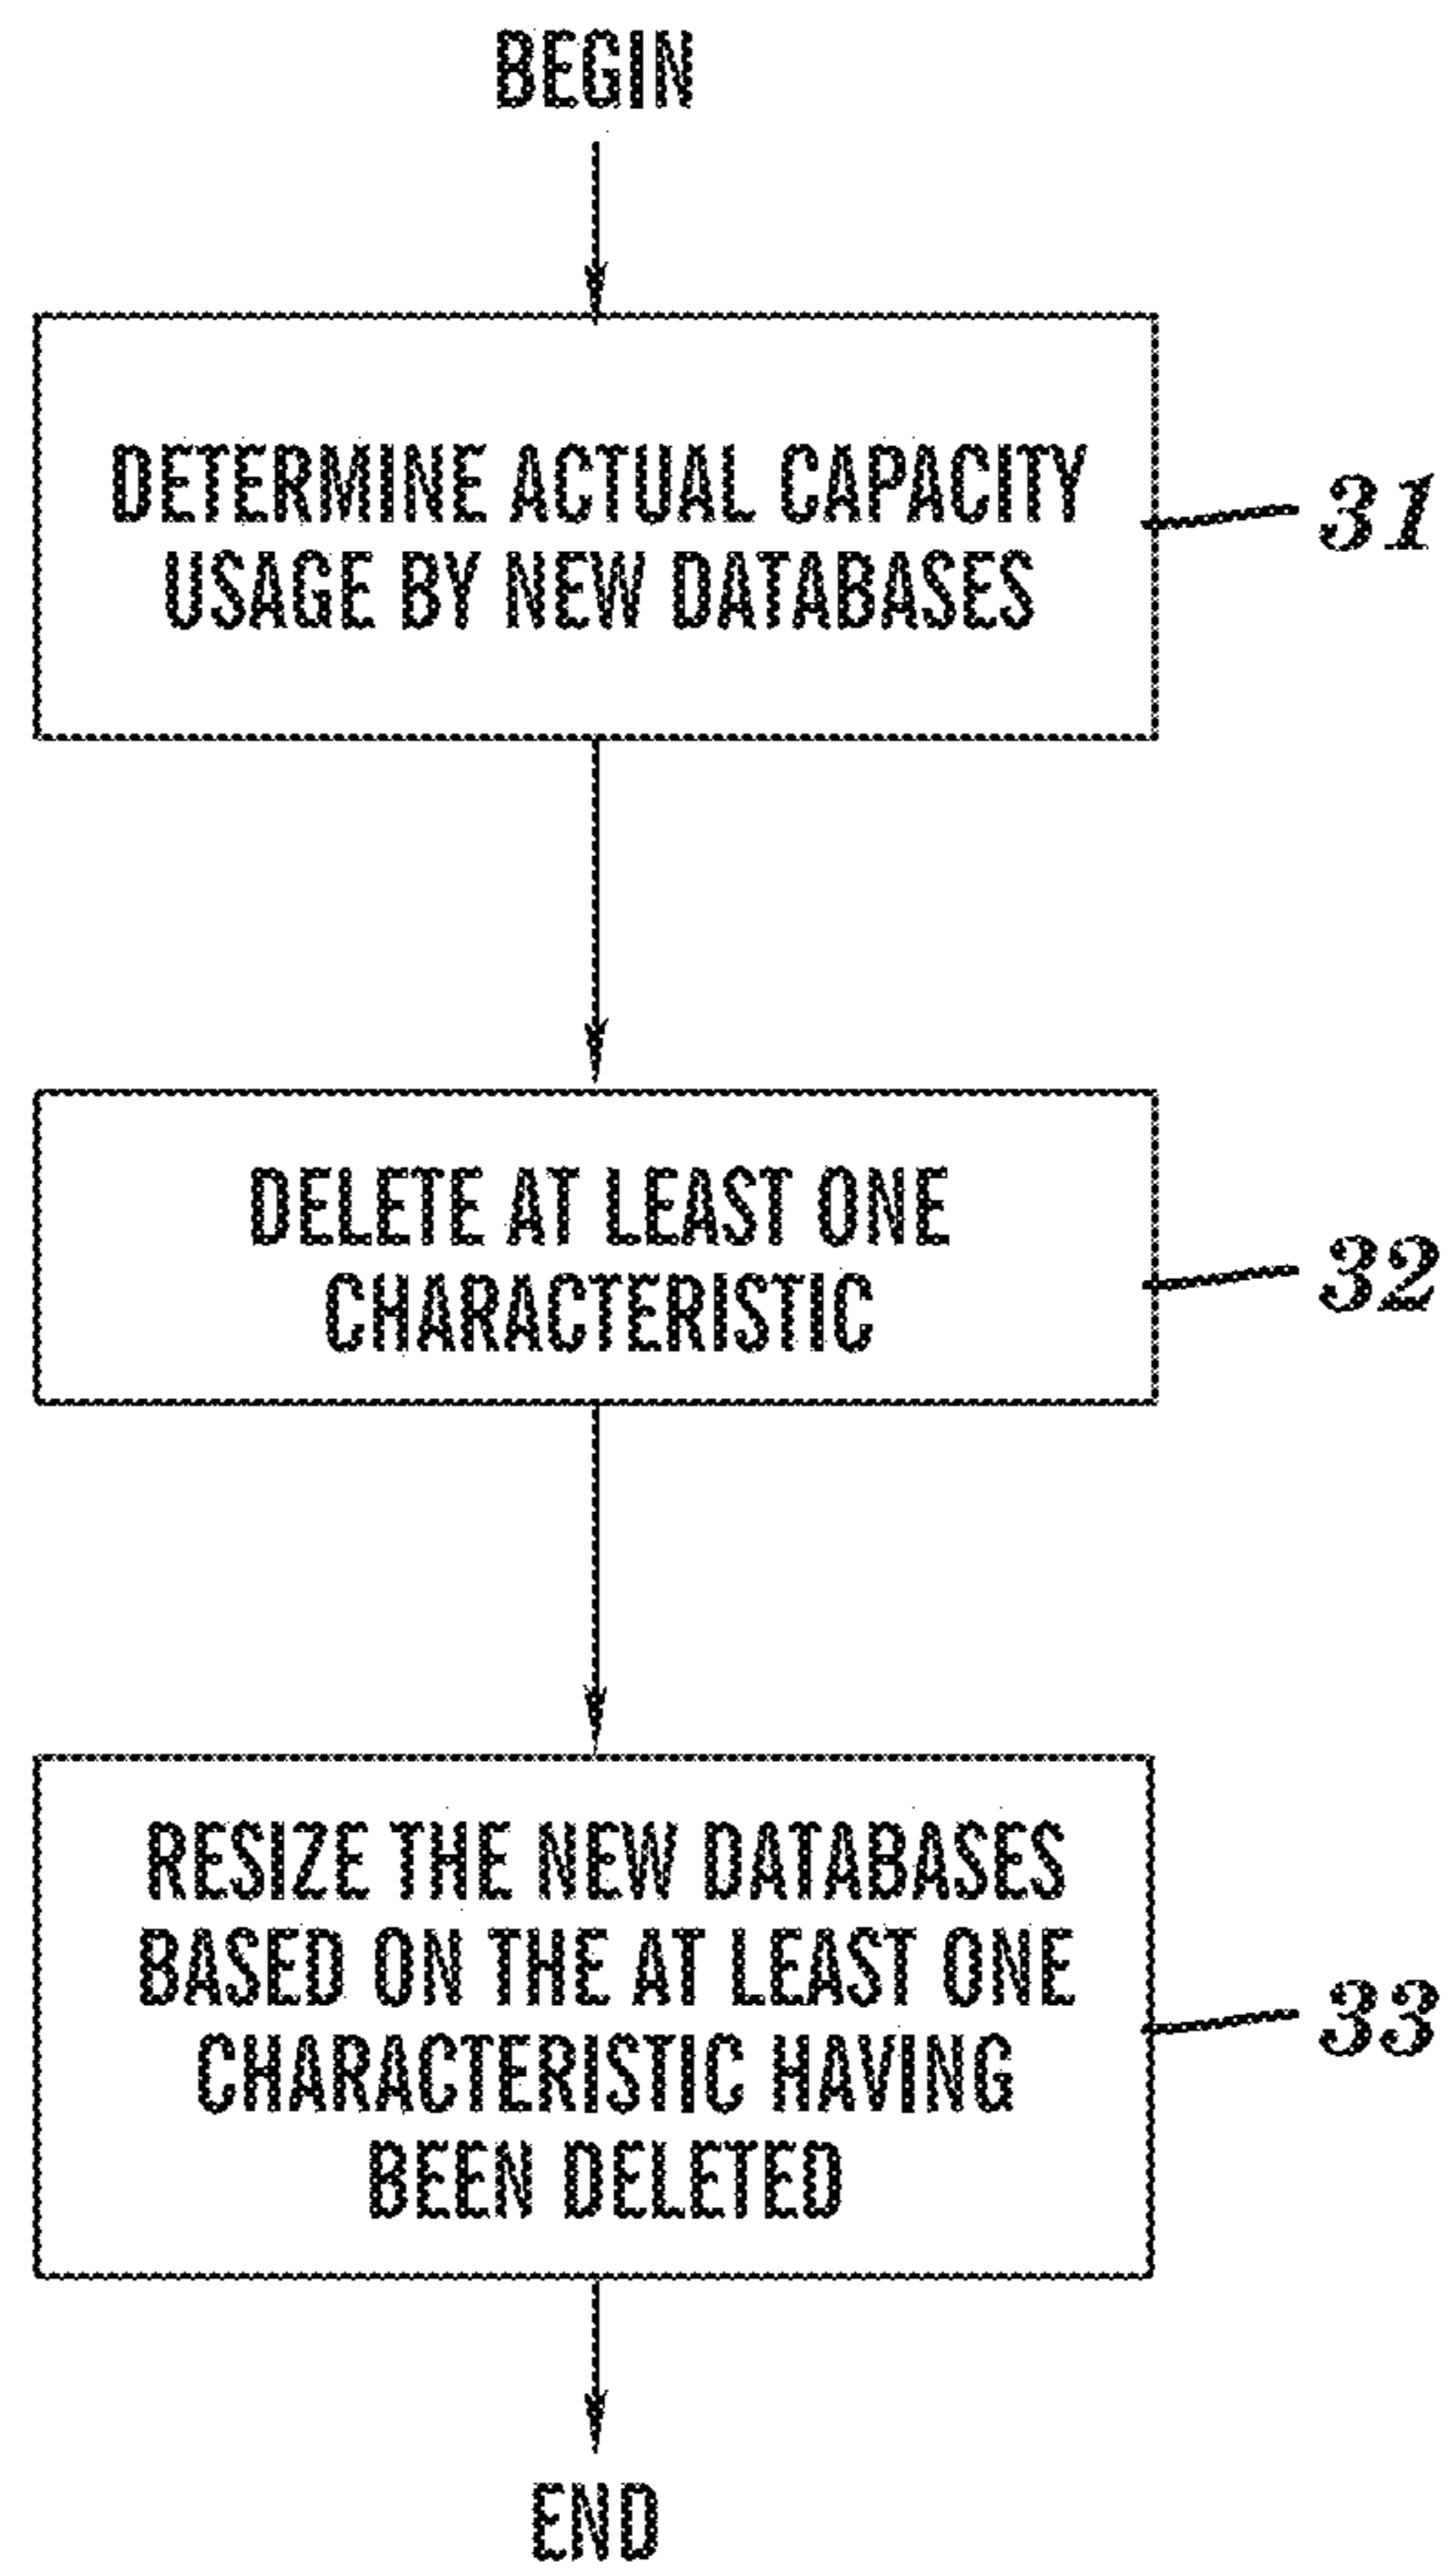 BEGIN
DETERMINE ACTUAL CAPACITY
USAGE BY NEW DATABASES
31
DELETE AT LEAST ONE
CHARACTERISTIC
32
RESIZE THE NEW DATABASES
BASED ON THE AT LEAST ONE
CHARACTERISTIC HAVING
BEEN DELETED
33
END